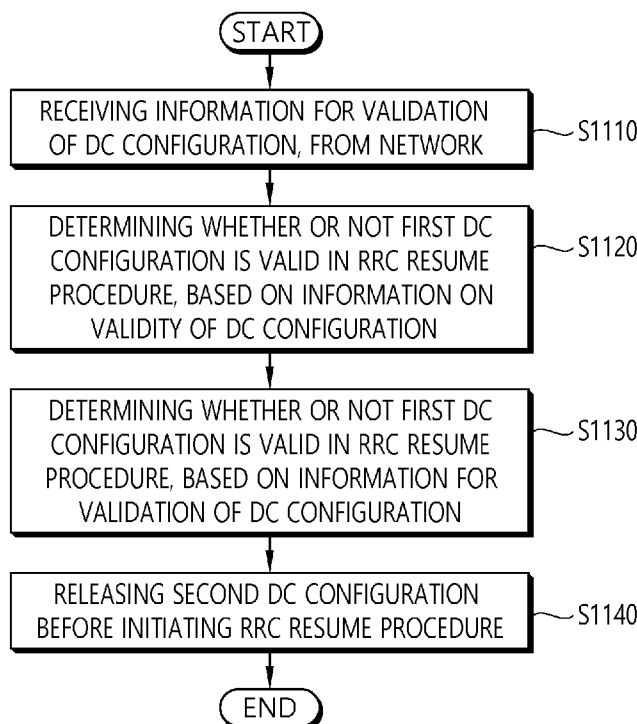 START
RECEIVING INFORMATION FOR VALIDATION
OF DC CONFIGURATION, FROM NETWORK
S1110
DETERMINING WHETHER OR NOT FIRST DC
CONFIGURATION IS VALID IN RRC RESUME
PROCEDURE, BASED ON INFORMATION ON
VALIDITY OF DC CONFIGURATION
S1120
DETERMINING WHETHER OR NOT FIRST DC
CONFIGURATION IS VALID IN RRC RESUME
PROCEDURE, BASED ON INFORMATION FOR
VALIDATION OF DC CONFIGURATION
S1130
RELEASING SECOND DC CONFIGURATION
BEFORE INITIATING RRC RESUME PROCEDURE
S1140
END